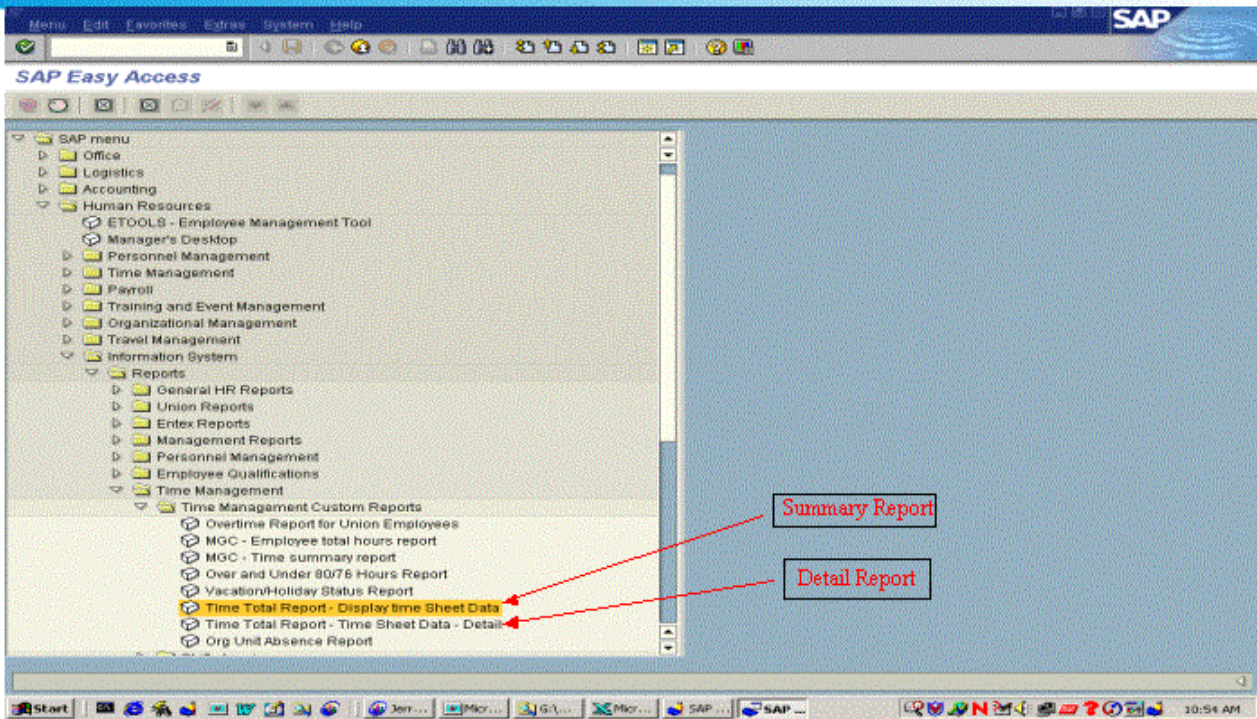 Menu Edit Favorites Extras System Help
SAP
SAP Easy Access
SAP menu
Office
Logistics
Accounting
Human Resources
ETOOLS - Employee Management Tool
Manager's Desktop
Personnel Management
Time Management
Payroll
Training and Event Management
Organizational Management
Travel Management
Information System
Reports
General HR Reports
Union Reports
Entex Reports
Management Reports
Personnel Management
Employee Qualifications
Time Management
Time Management Custom Reports
Overtime Report for Union Employees
MGC - Employee total hours report
MGC - Time summary report
Over and Under 80/76 Hours Report
Vacation/Holiday Status Report
Time Total Report - Display time Sheet Data
Time Total Report - Time Sheet Data - Detail
Org Unit Absence Report
Summary Report
Detail Report
Start Jerr... Micr... G:\... Micr... SAP ... SAP ... 10:54 AM